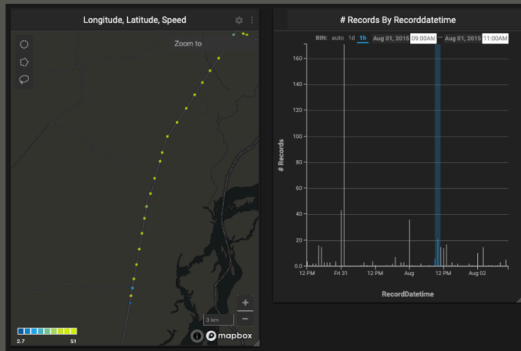 Longitude, Latitude, Speed
Zoom to
3 km
mapbox
2.7
51
# Records By Recorddatetime
BIN: auto 1d 1h Aug 01, 2015 09:00AM — Aug 01, 2015 11:00AM
160
140
120
100
80
60
40
20
0.0
# Records
12 PM Fri 31 12 PM Aug 12 PM Aug 02
RecordDatetime